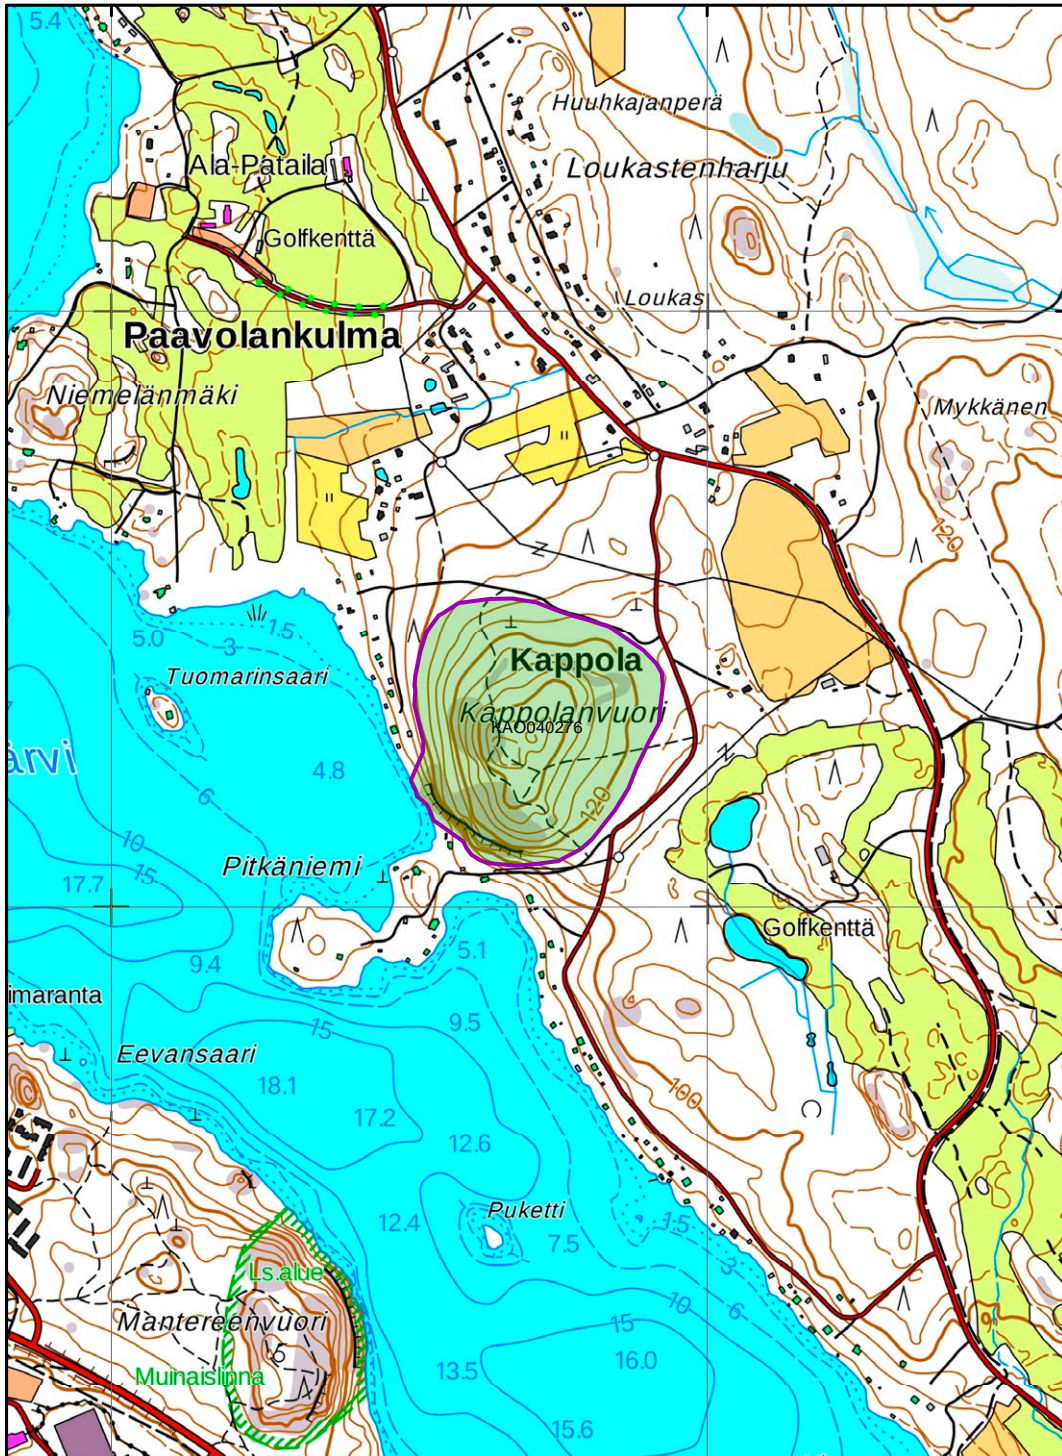 5.4
Huuhkajanperä
Ala-Pätäilä
Loukastenharju
Golfkenttä
Loukas
Paavolankulma
Niemelänmäki
Mykkänen
120
5.0
3
1.5
Tuomarinsaari
Kappola
Käppolanvuori
KAO040276
ärvi
4.8
6
120
10
15
17.7
Pitkäniemi
9.4
5.1
Golfkenttä
imaranta
15
9.5
Eevansaari
18.1
17.2
100
12.6
Puketti
12.4
7.5
1.5
3
Ls.alue
10
6
Mantereenvuori
15
16.0
Muinaislinna
13.5
15.6